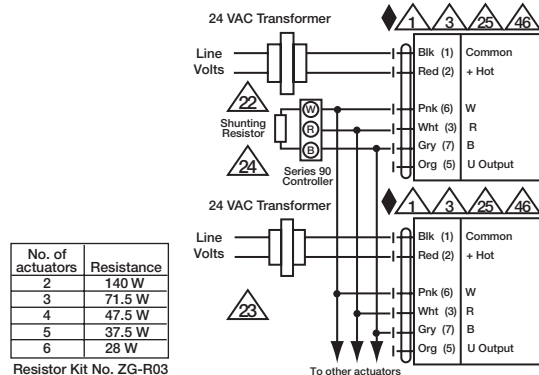 24 VAC Transformer
1 3 25 46
Line
Volts
Blk (1) Common
Red (2) + Hot
22
Shunting
Resistor
24
W
R
B
Series 90
Controller
Pnk (6) W
Wht (3) R
Gry (7) B
Org (5) U Output
24 VAC Transformer
1 3 25 46
Line
Volts
Blk (1) Common
Red (2) + Hot
23
Pnk (6) W
Wht (3) R
Gry (7) B
Org (5) U Output
To other actuators
No. of
actuators Resistance
2 140 W
3 71.5 W
4 47.5 W
5 37.5 W
6 28 W
Resistor Kit No. ZG-R03